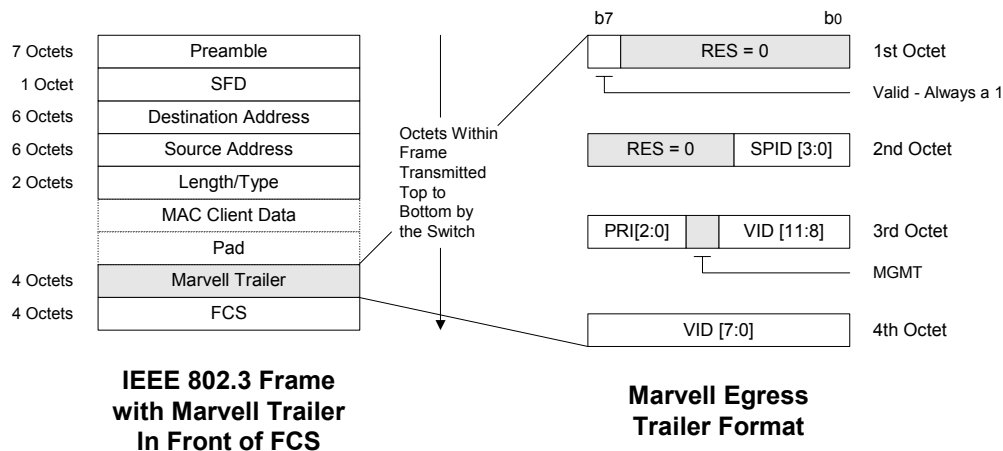 b7 b0
7 Octets Preamble
1 Octet SFD
6 Octets Destination Address
6 Octets Source Address
2 Octets Length/Type
MAC Client Data
Pad
4 Octets Marvell Trailer
4 Octets FCS
Octets Within
Frame
Transmitted
Top to
Bottom by
the Switch
RES = 0 1st Octet
Valid - Always a 1
RES = 0 SPID [3:0] 2nd Octet
PRI[2:0] VID [11:8] 3rd Octet
MGMT
VID [7:0] 4th Octet
IEEE 802.3 Frame
with Marvell Trailer
In Front of FCS
Marvell Egress
Trailer Format